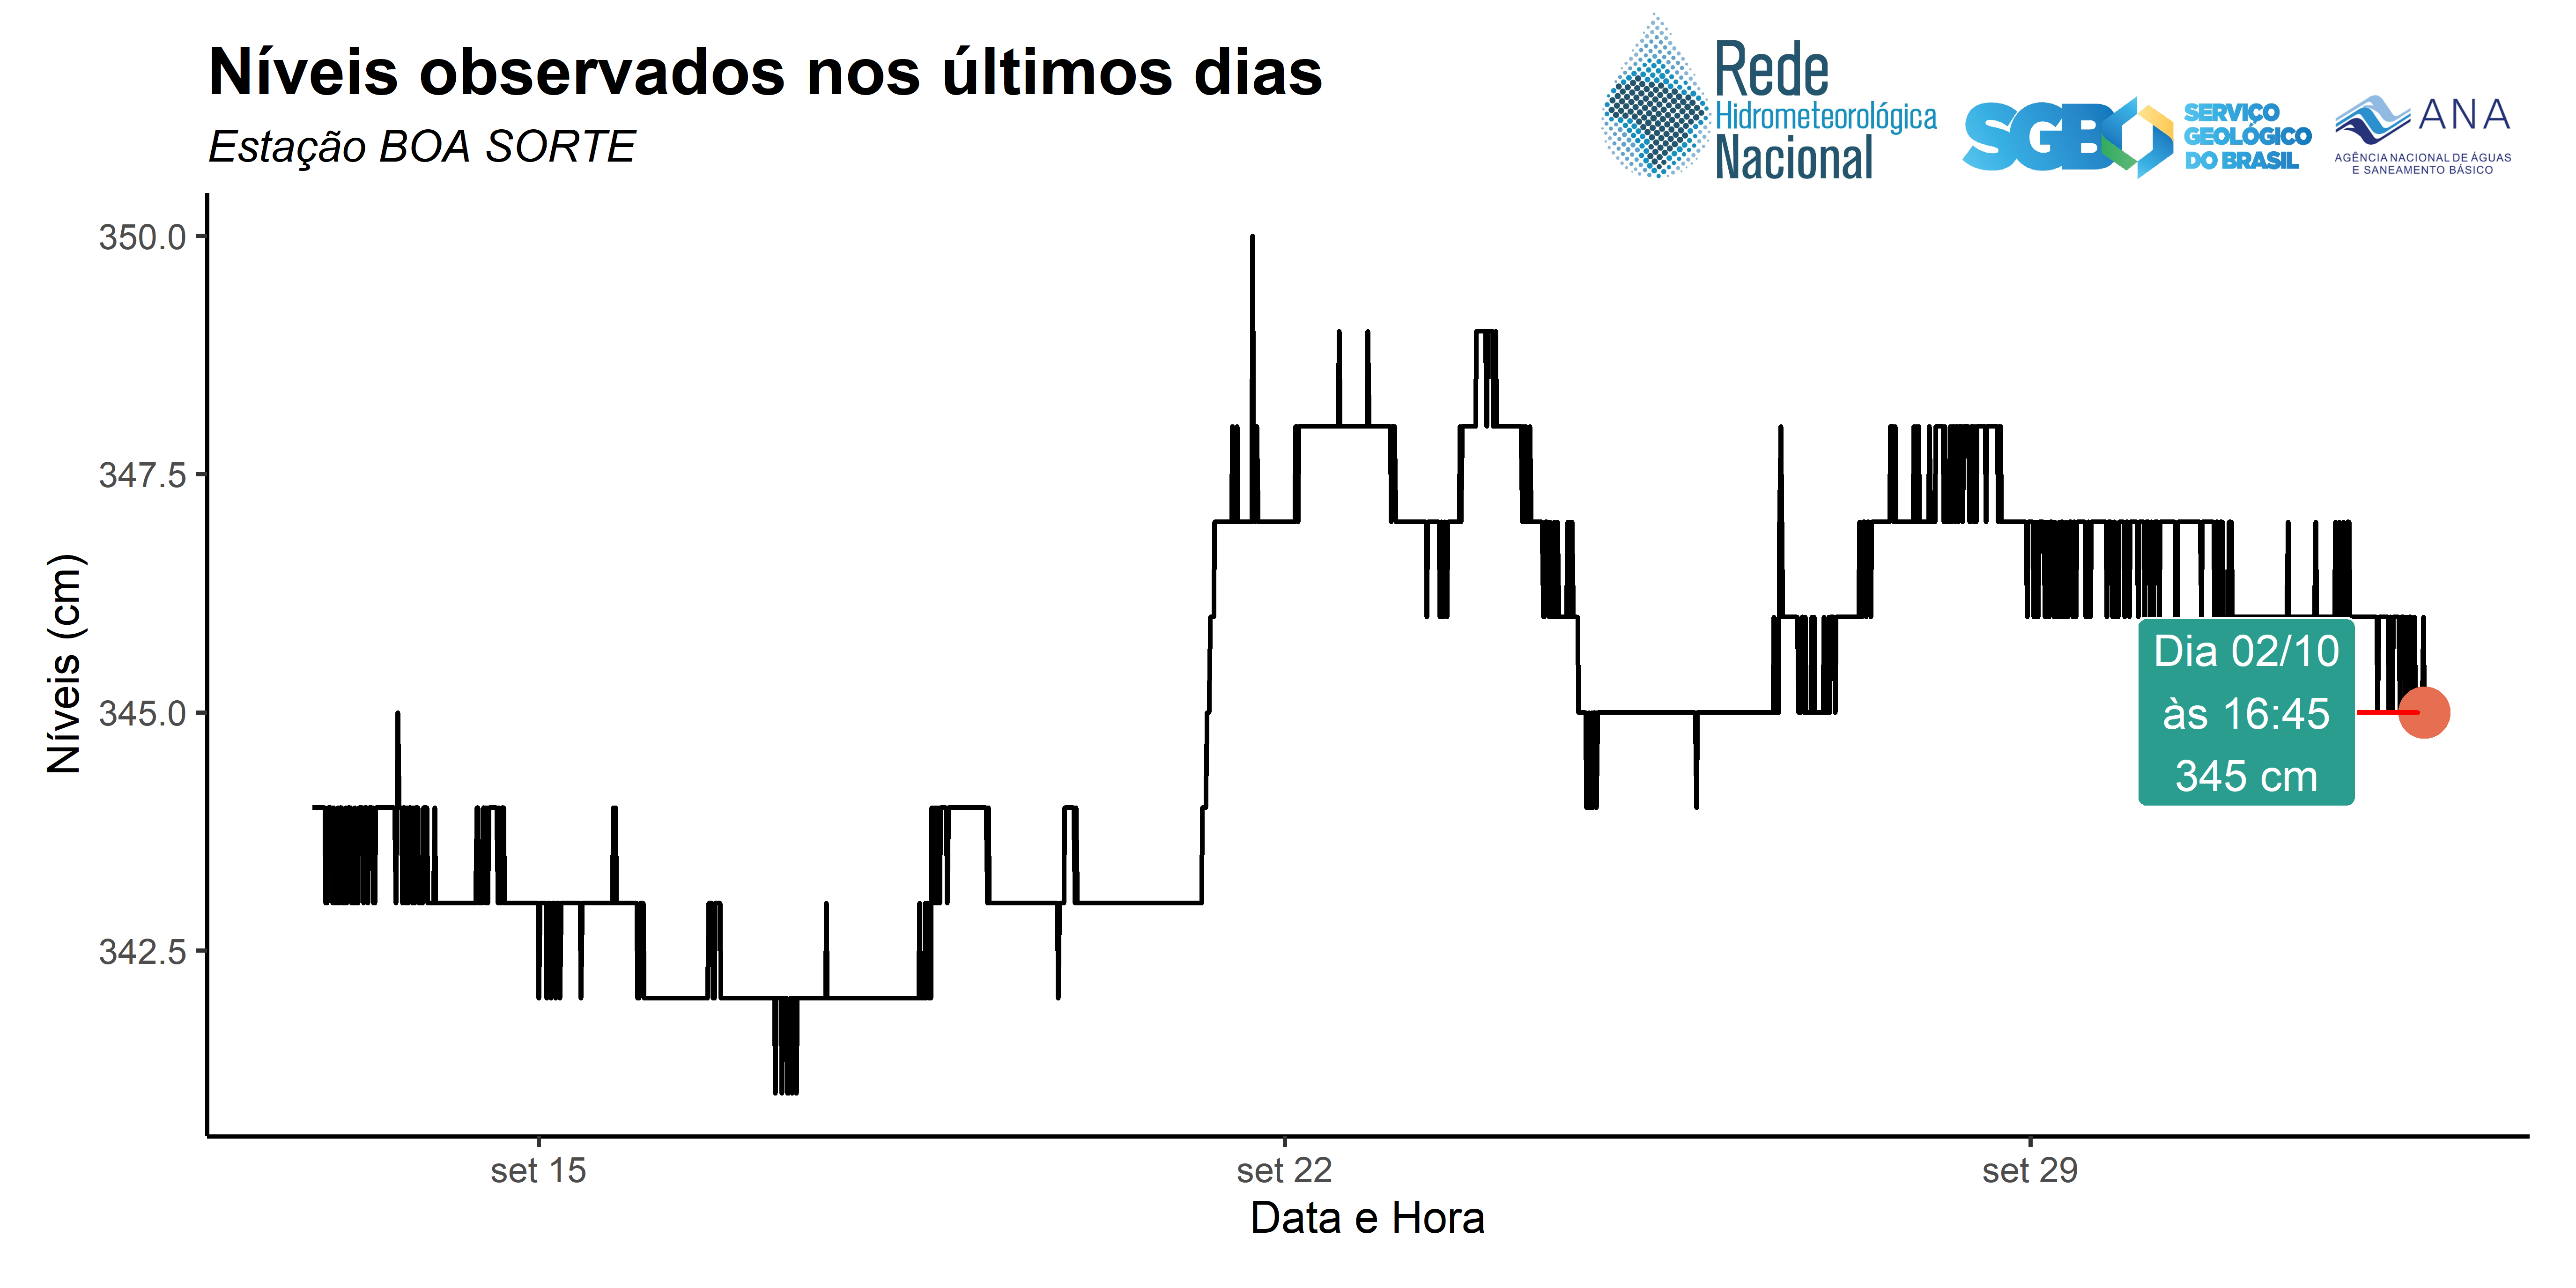 Níveis observados nos últimos dias
Estação BOA SORTE
Rede
Hidrometeorológica
Nacional
SGB
SERVIÇO
GEOLÓGICO
DO BRASIL
ANA
AGÊNCIA NACIONAL DE ÁGUAS
E SANEAMENTO BÁSICO
350.0
347.5
345.0
342.5
Níveis (cm)
Dia 02/10
às 16:45
345 cm
set 15
set 22
set 29
Data e Hora